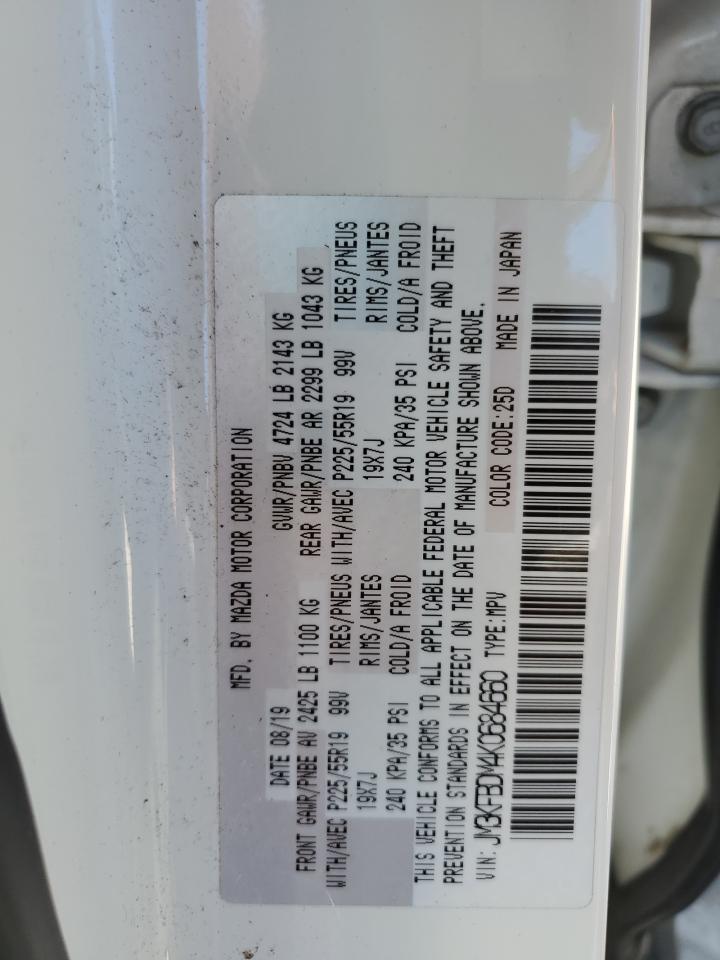 MFD. BY MAZDA MOTOR CORPORATION
DATE 08/19 GVWR/PNBV 4724 LB 2143 KG
FRONT GAWR/PNBE AV 2425 LB 1100 KG REAR GAWR/PNBE AR 2299 LB 1043 KG
WITH/AVEC P225/55R19 99V TIRES/PNEUS WITH/AVEC P225/55R19 99V TIRES/PNEUS
19X7J RIMS/JANTES 19X7J RIMS/JANTES
240 KPA/35 PSI COLD/A FROID 240 KPA/35 PSI COLD/A FROID
THIS VEHICLE CONFORMS TO ALL APPLICABLE FEDERAL MOTOR VEHICLE SAFETY AND THEFT
PREVENTION STANDARDS IN EFFECT ON THE DATE OF MANUFACTURE SHOWN ABOVE.
VIN: JM3KFBDM4K0684660 TYPE:MPV COLOR CODE:25D MADE IN JAPAN